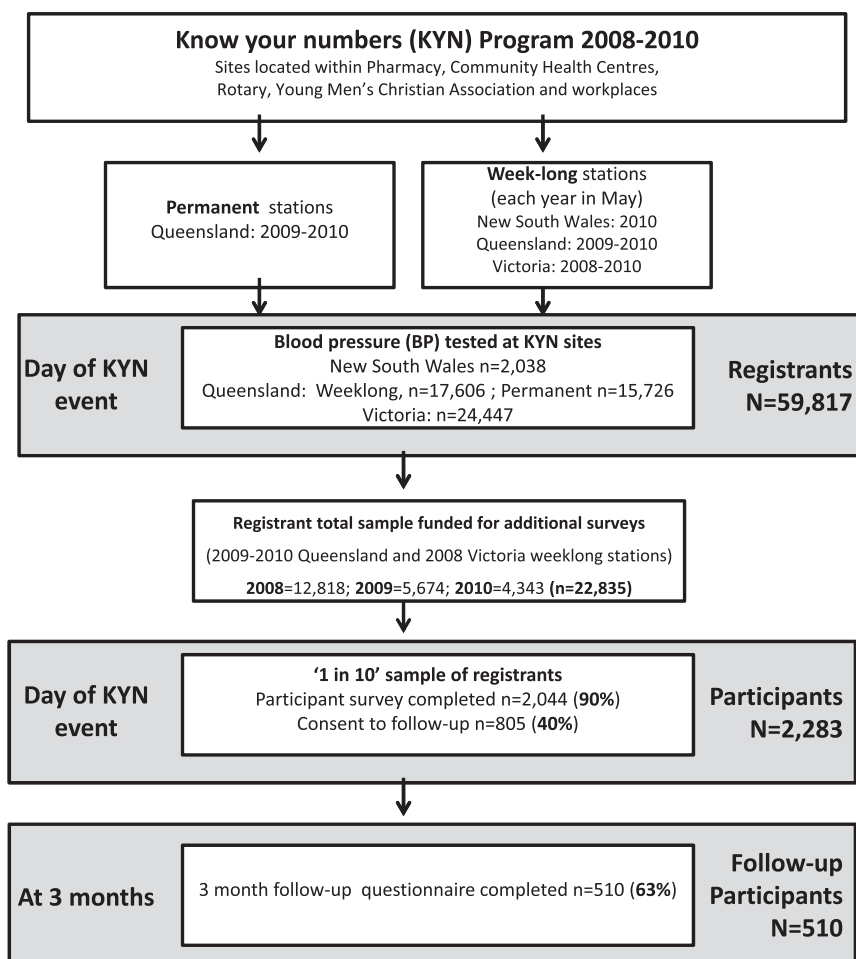 Know your numbers (KYN) Program 2008-2010
Sites located within Pharmacy, Community Health Centres,
Rotary, Young Men's Christian Association and workplaces
Permanent stations
Queensland: 2009-2010
Week-long stations
(each year in May)
New South Wales: 2010
Queensland: 2009-2010
Victoria: 2008-2010
Day of KYN
event
Blood pressure (BP) tested at KYN sites
New South Wales n=2,038
Queensland: Weeklong, n=17,606 ; Permanent n=15,726
Victoria: n=24,447
Registrants
N=59,817
Registrant total sample funded for additional surveys
(2009-2010 Queensland and 2008 Victoria weeklong stations)
2008=12,818; 2009=5,674; 2010=4,343 (n=22,835)
Day of KYN
event
'1 in 10' sample of registrants
Participant survey completed n=2,044 (90%)
Consent to follow-up n=805 (40%)
Participants
N=2,283
At 3 months
3 month follow-up questionnaire completed n=510 (63%)
Follow-up
Participants
N=510